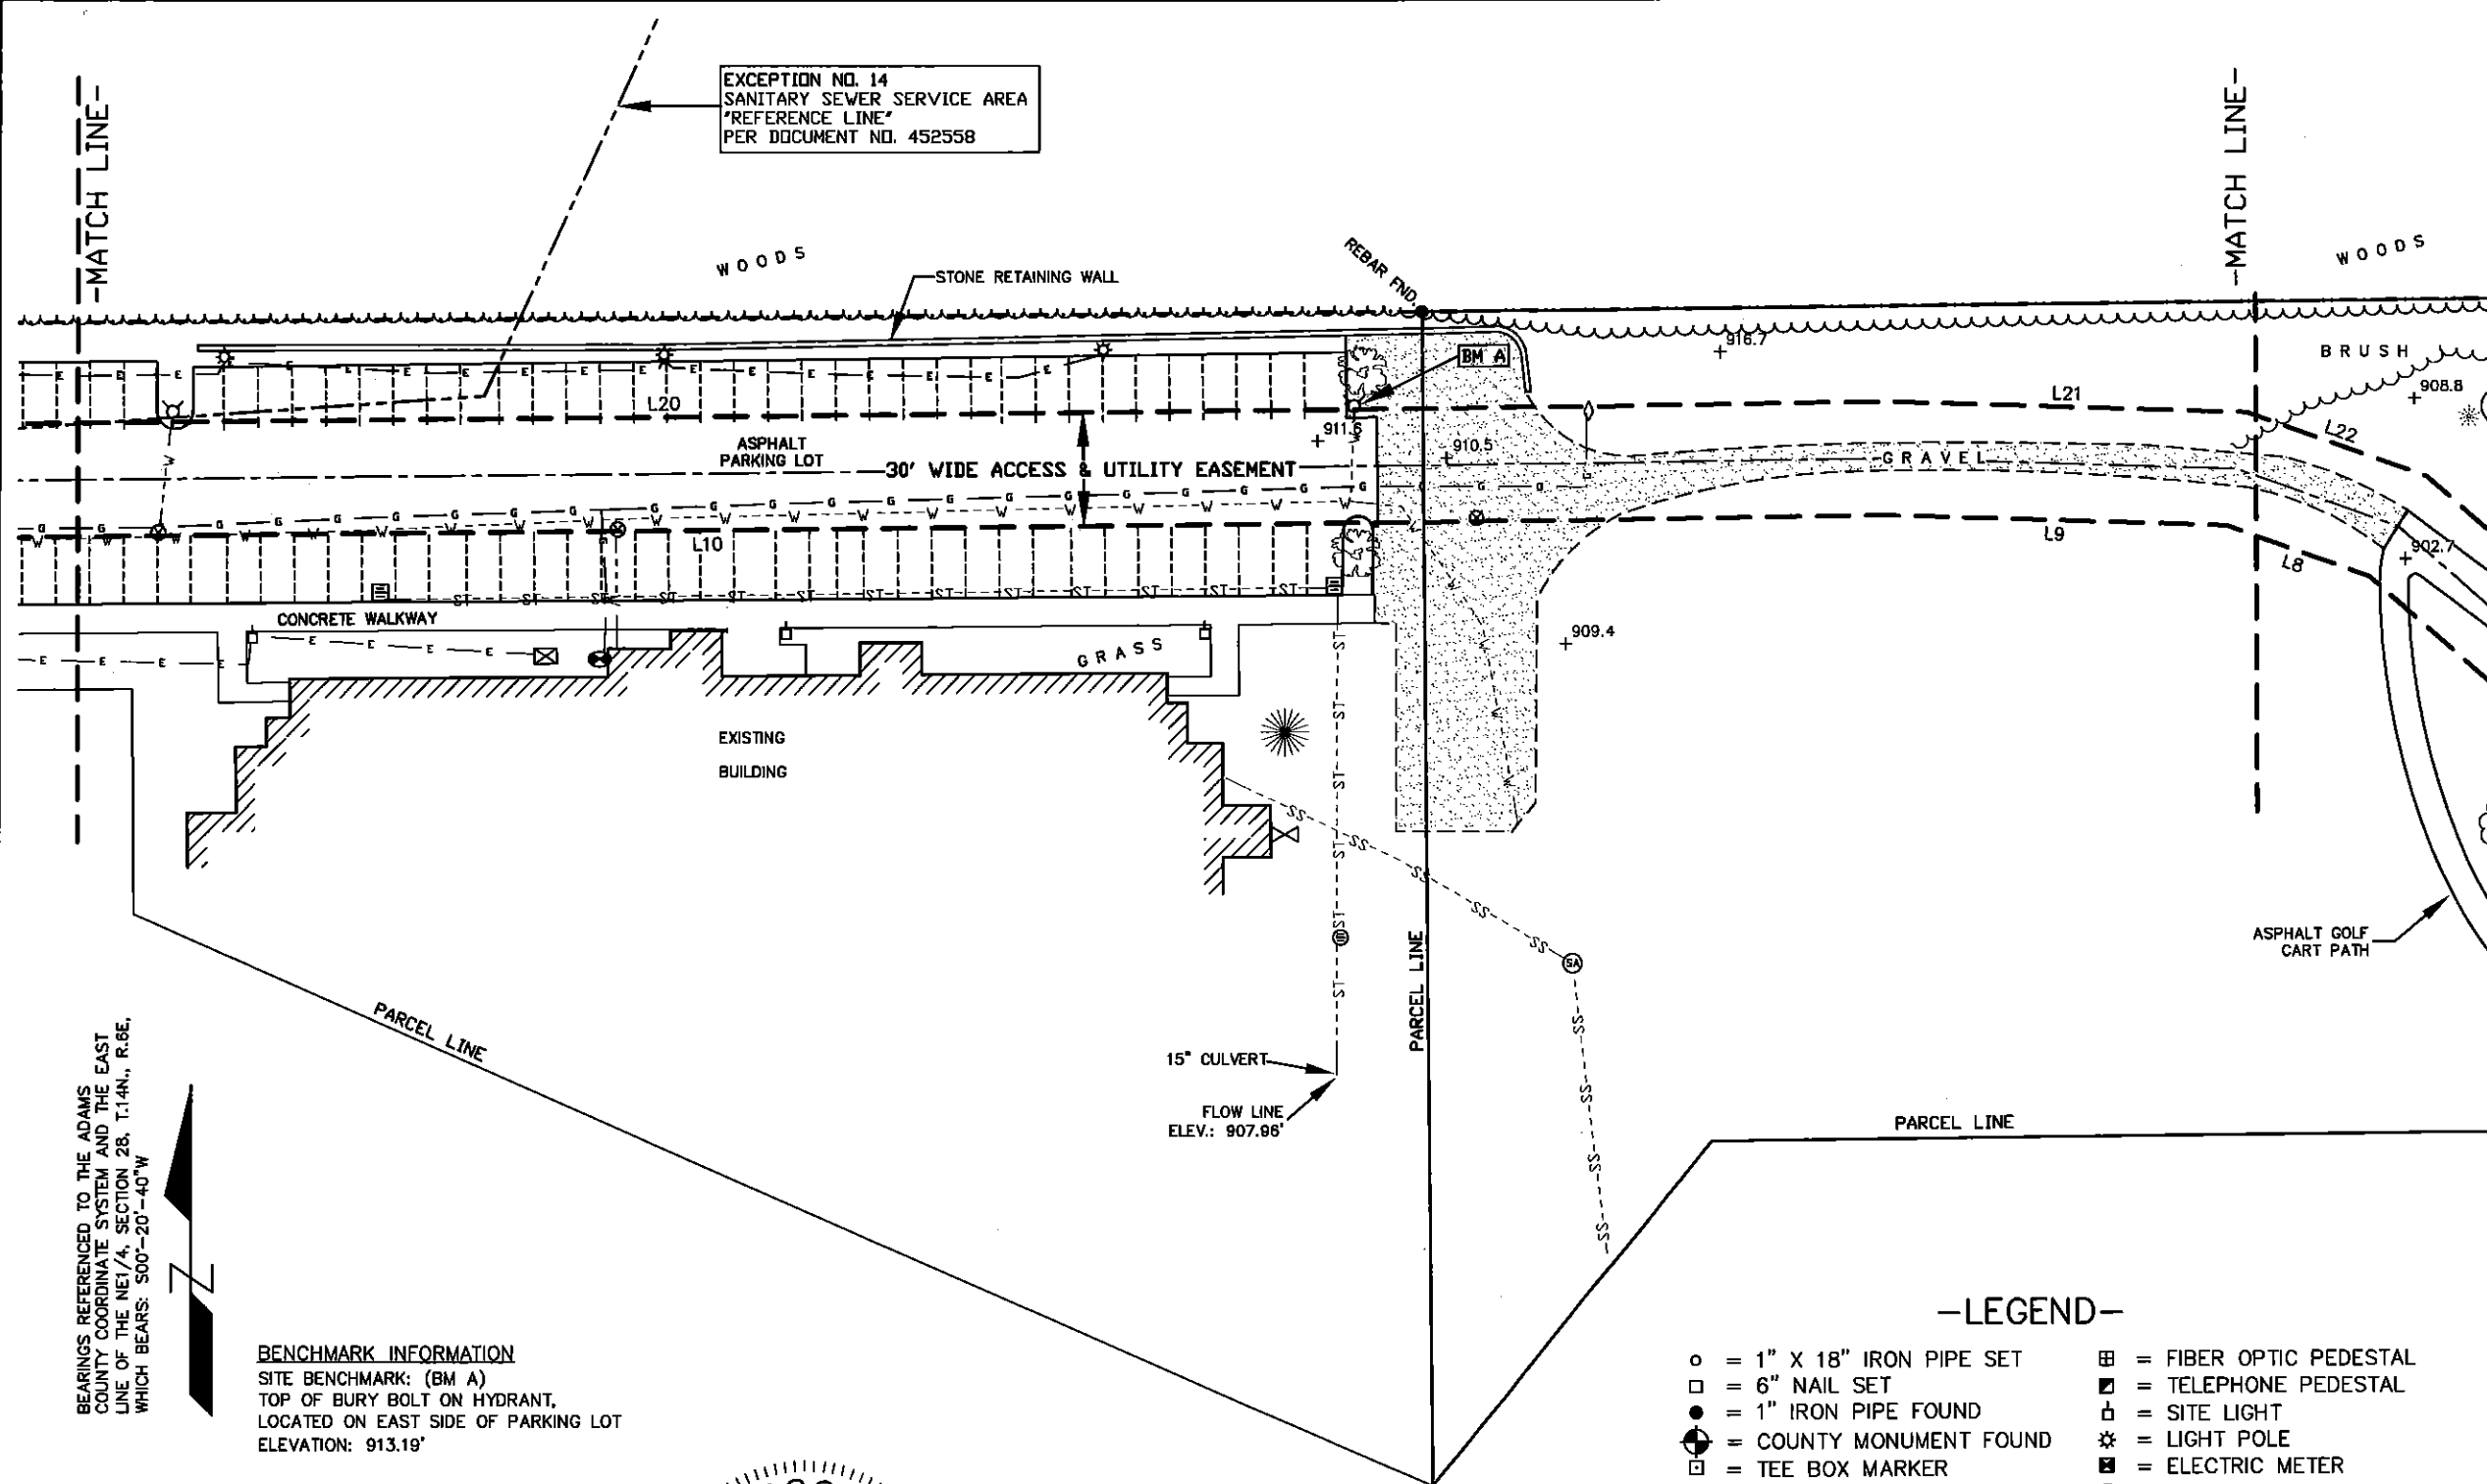 -MATCH LINE-
EXCEPTION NO. 14
SANITARY SEWER SERVICE AREA
"REFERENCE LINE"
PER DOCUMENT NO. 452558
-MATCH LINE-
WOODS
WOODS
REBAR FND.
STONE RETAINING WALL
BM A
916.7
BRUSH
908.8
L20
L21
L22
911.6
910.5
ASPHALT
PARKING LOT
30' WIDE ACCESS & UTILITY EASEMENT
GRAVEL
L10
L9
L8
902.7
CONCRETE WALKWAY
GRASS
909.4
EXISTING
BUILDING
SA
ASPHALT GOLF
CART PATH
PARCEL LINE
PARCEL LINE
15" CULVERT
FLOW LINE
ELEV.: 907.96'
PARCEL LINE
BEARINGS REFERENCED TO THE ADAMS
COUNTY COORDINATE SYSTEM AND THE EAST
LINE OF THE NE1/4, SECTION 28, T.14N., R.6E,
WHICH BEARS: S00°-20'-40"W
N
BENCHMARK INFORMATION
SITE BENCHMARK: (BM A)
TOP OF BURY BOLT ON HYDRANT,
LOCATED ON EAST SIDE OF PARKING LOT
ELEVATION: 913.19'
-LEGEND-
= 1" X 18" IRON PIPE SET
= 6" NAIL SET
= 1" IRON PIPE FOUND
= COUNTY MONUMENT FOUND
= TEE BOX MARKER
= FIBER OPTIC PEDESTAL
= TELEPHONE PEDESTAL
= SITE LIGHT
= LIGHT POLE
= ELECTRIC METER